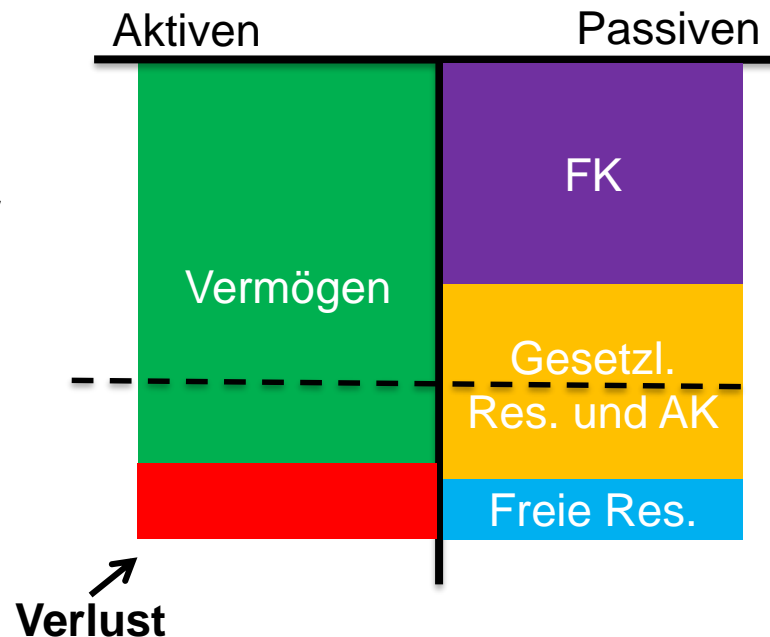 Aktiven
Passiven
FK
Vermögen
Gesetzl.
Res. und AK
Freie Res.
Verlust